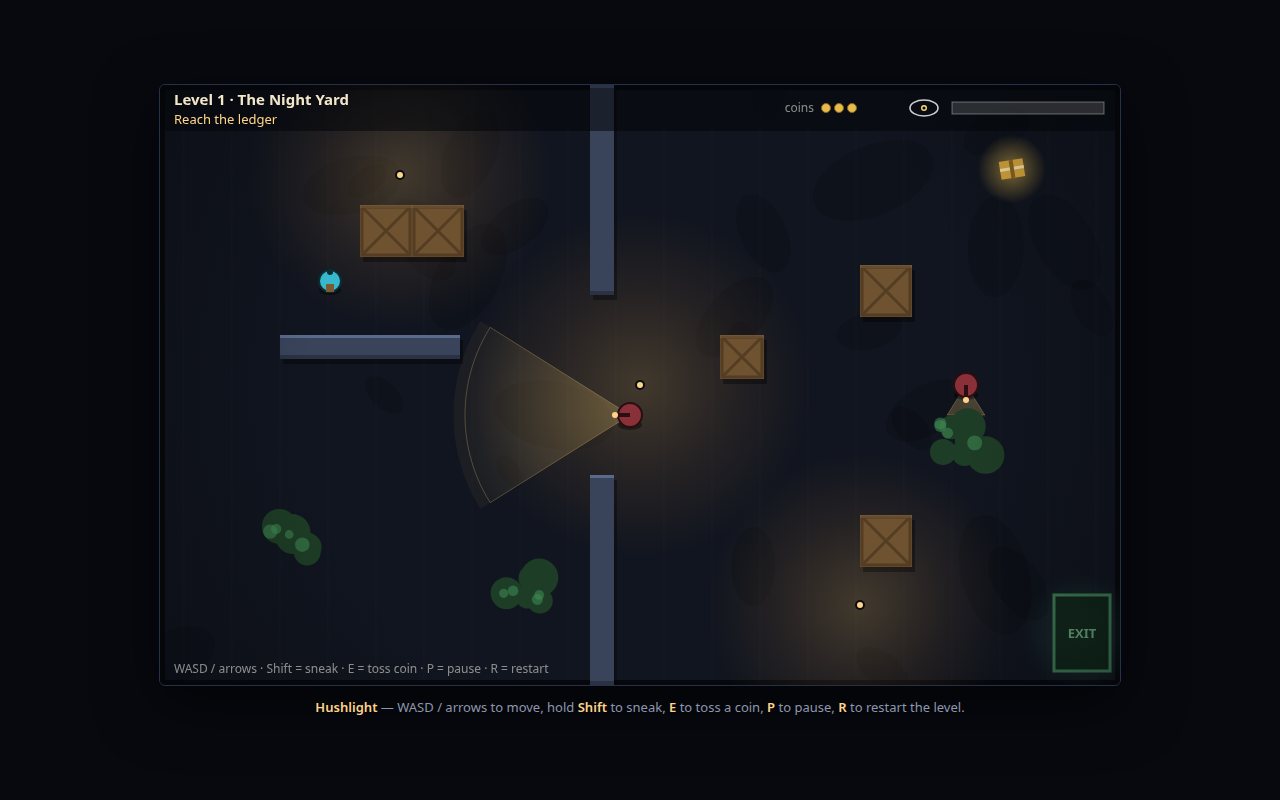 Level 1 · The Night Yard
Reach the ledger
coins
EXIT
WASD / arrows · Shift = sneak · E = toss coin · P = pause · R = restart
Hushlight — WASD / arrows to move, hold Shift to sneak, E to toss a coin, P to pause, R to restart the level.